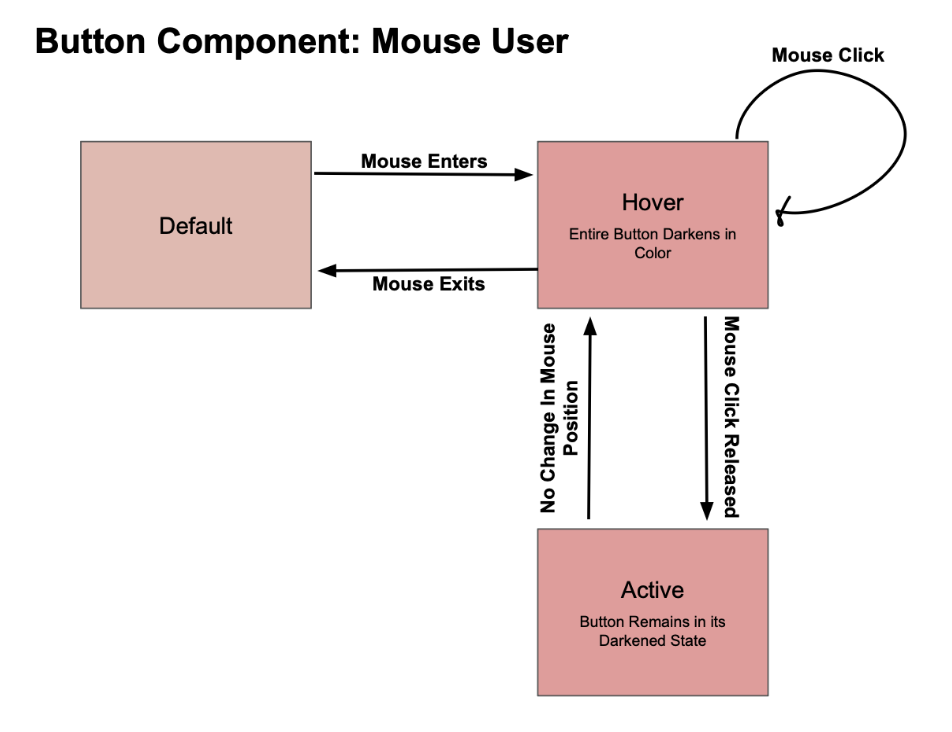 Button Component: Mouse User
Mouse Click
Mouse Enters
Default
Hover
Entire Button Darkens in
Color
Mouse Exits
No Change In Mouse
Position
Mouse Click Released
Active
Button Remains in its
Darkened State